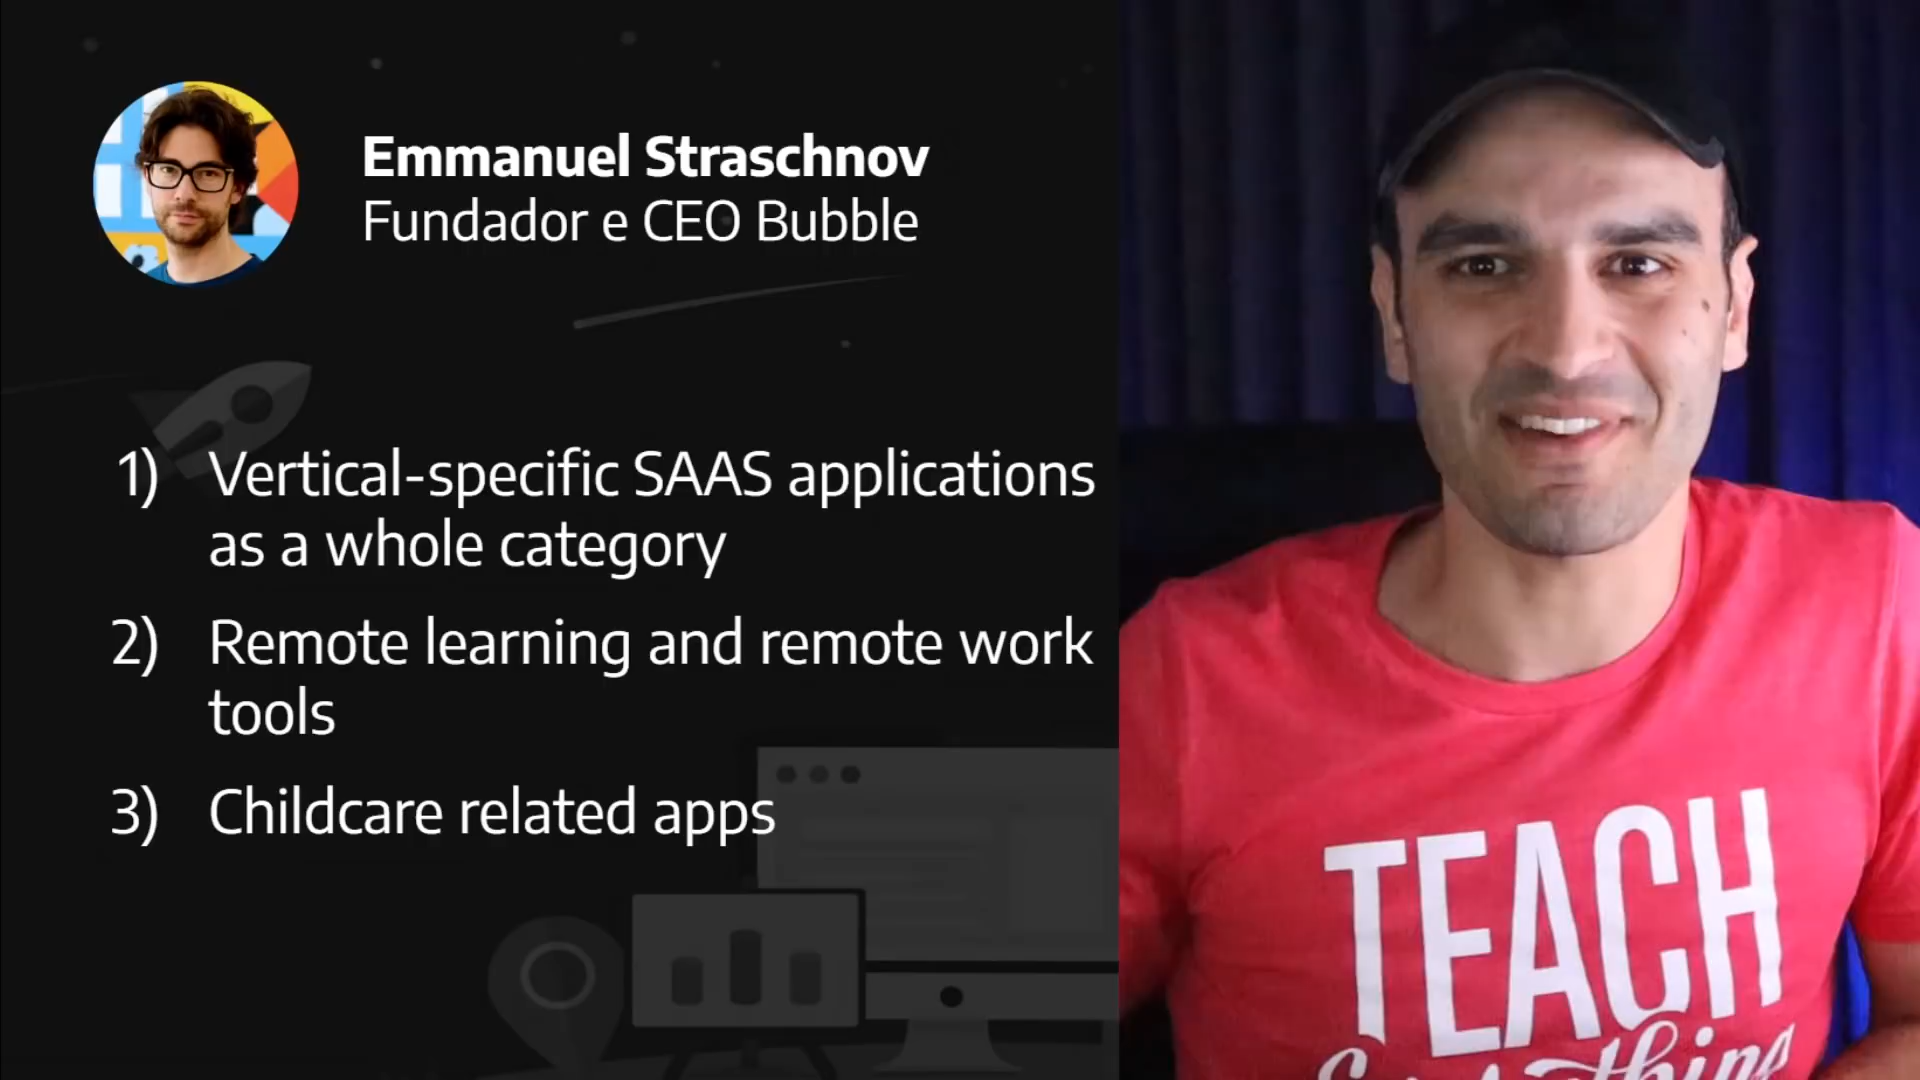 Emmanuel Straschnov
Fundador e CEO Bubble
1) Vertical-specific SAAS applications
as a whole category
2) Remote learning and remote work
tools
3) Childcare related apps
TEACH